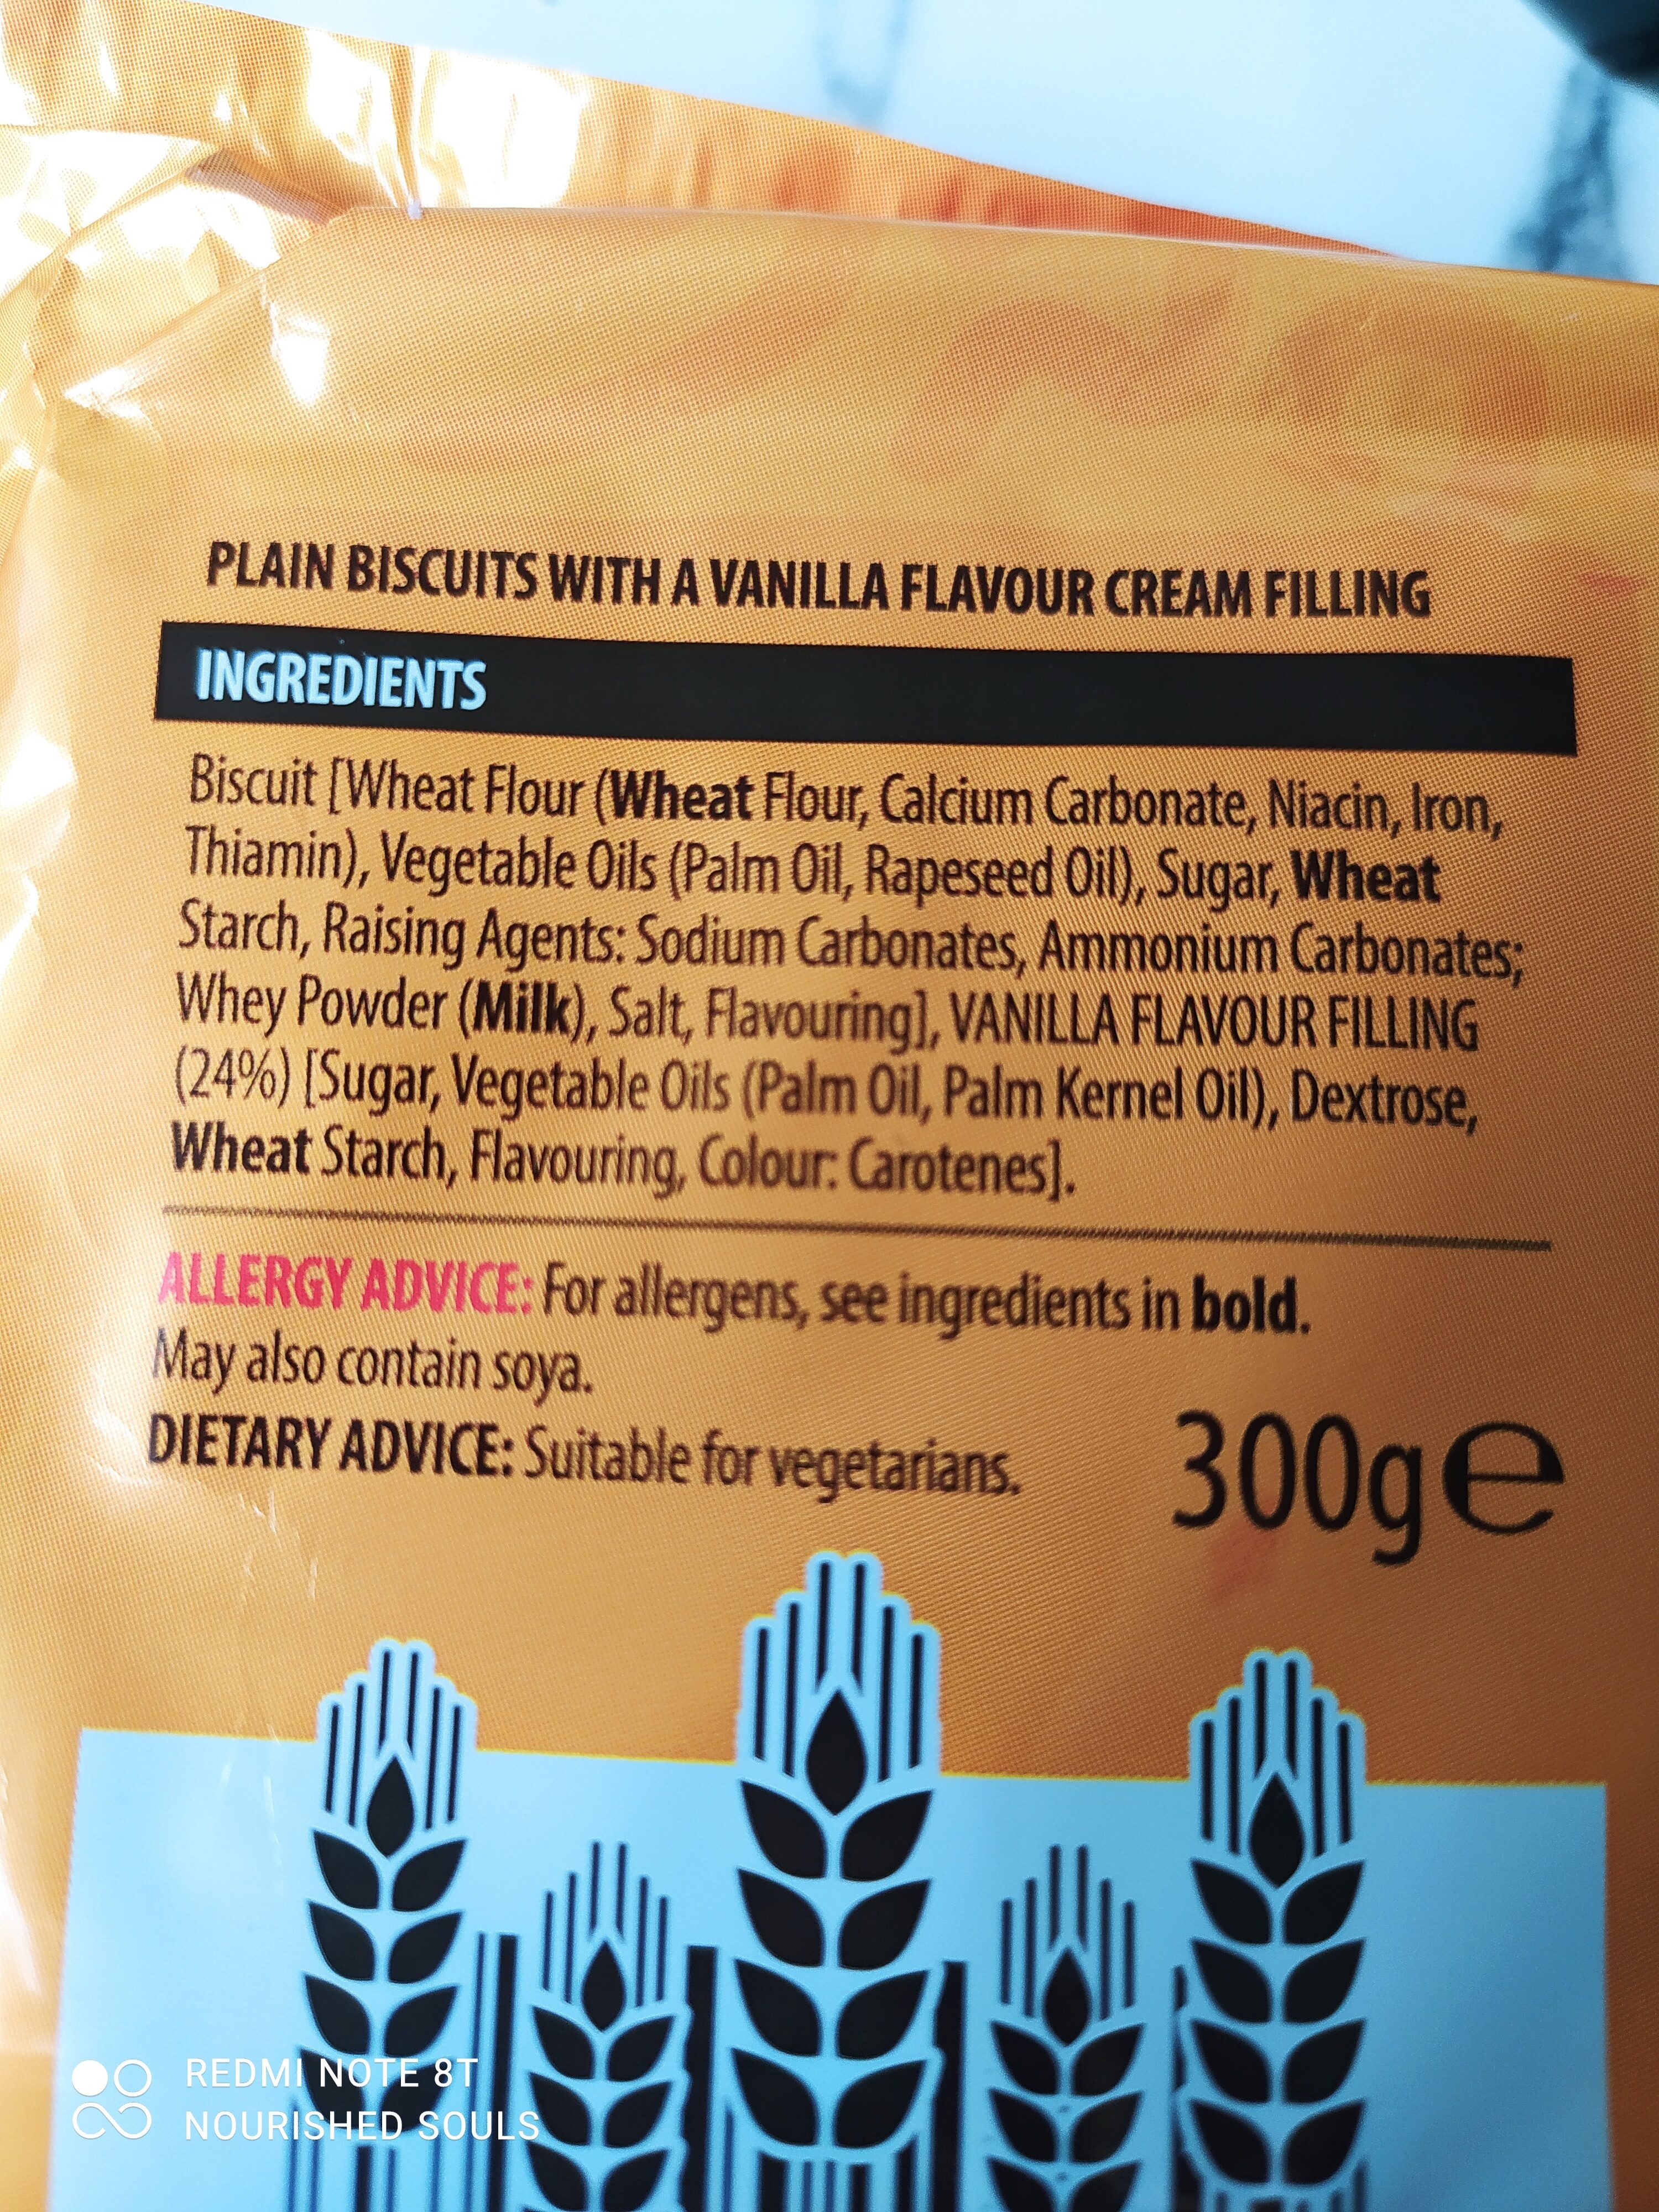 PLAIN BISCUITS WITH A VANILLA FLAVOUR CREAM FILLING
INGREDIENTS
Biscuit [Wheat Flour (Wheat Flour, Calcium Carbonate, Niacin, Iron,
Thiamin), Vegetable Oils (Palm Oil, Rapeseed Oil), Sugar, Wheat
Starch, Raising Agents: Sodium Carbonates, Ammonium Carbonates;
Whey Powder (Milk), Salt, Flavouring], VANILLA FLAVOUR FILLING
(24%) [Sugar, Vegetable Oils (Palm Oil, Palm Kernel Oil), Dextrose,
Wheat Starch, Flavouring, Colour: Carotenes].
ALLERGY ADVICE: For allergens, see ingredients in bold.
May also contain soya.
DIETARY ADVICE: Suitable for vegetarians.
300g℮
REDMI NOTE 8T
NOURISHED SOULS